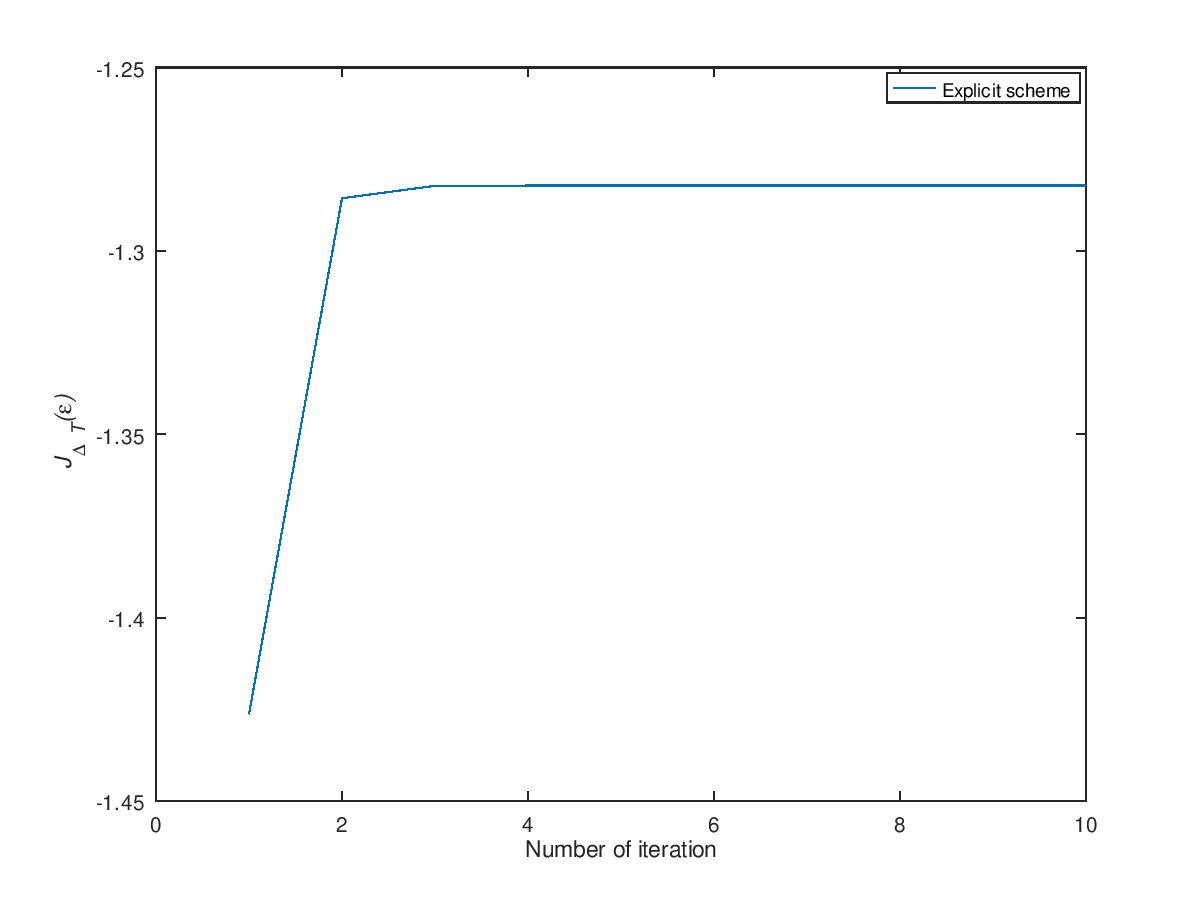 -1.25
Explicit scheme
-1.3
-1.35
-1.4
-1.45
J_Δ T(ε)
0 2 4 6 8 10
Number of iteration